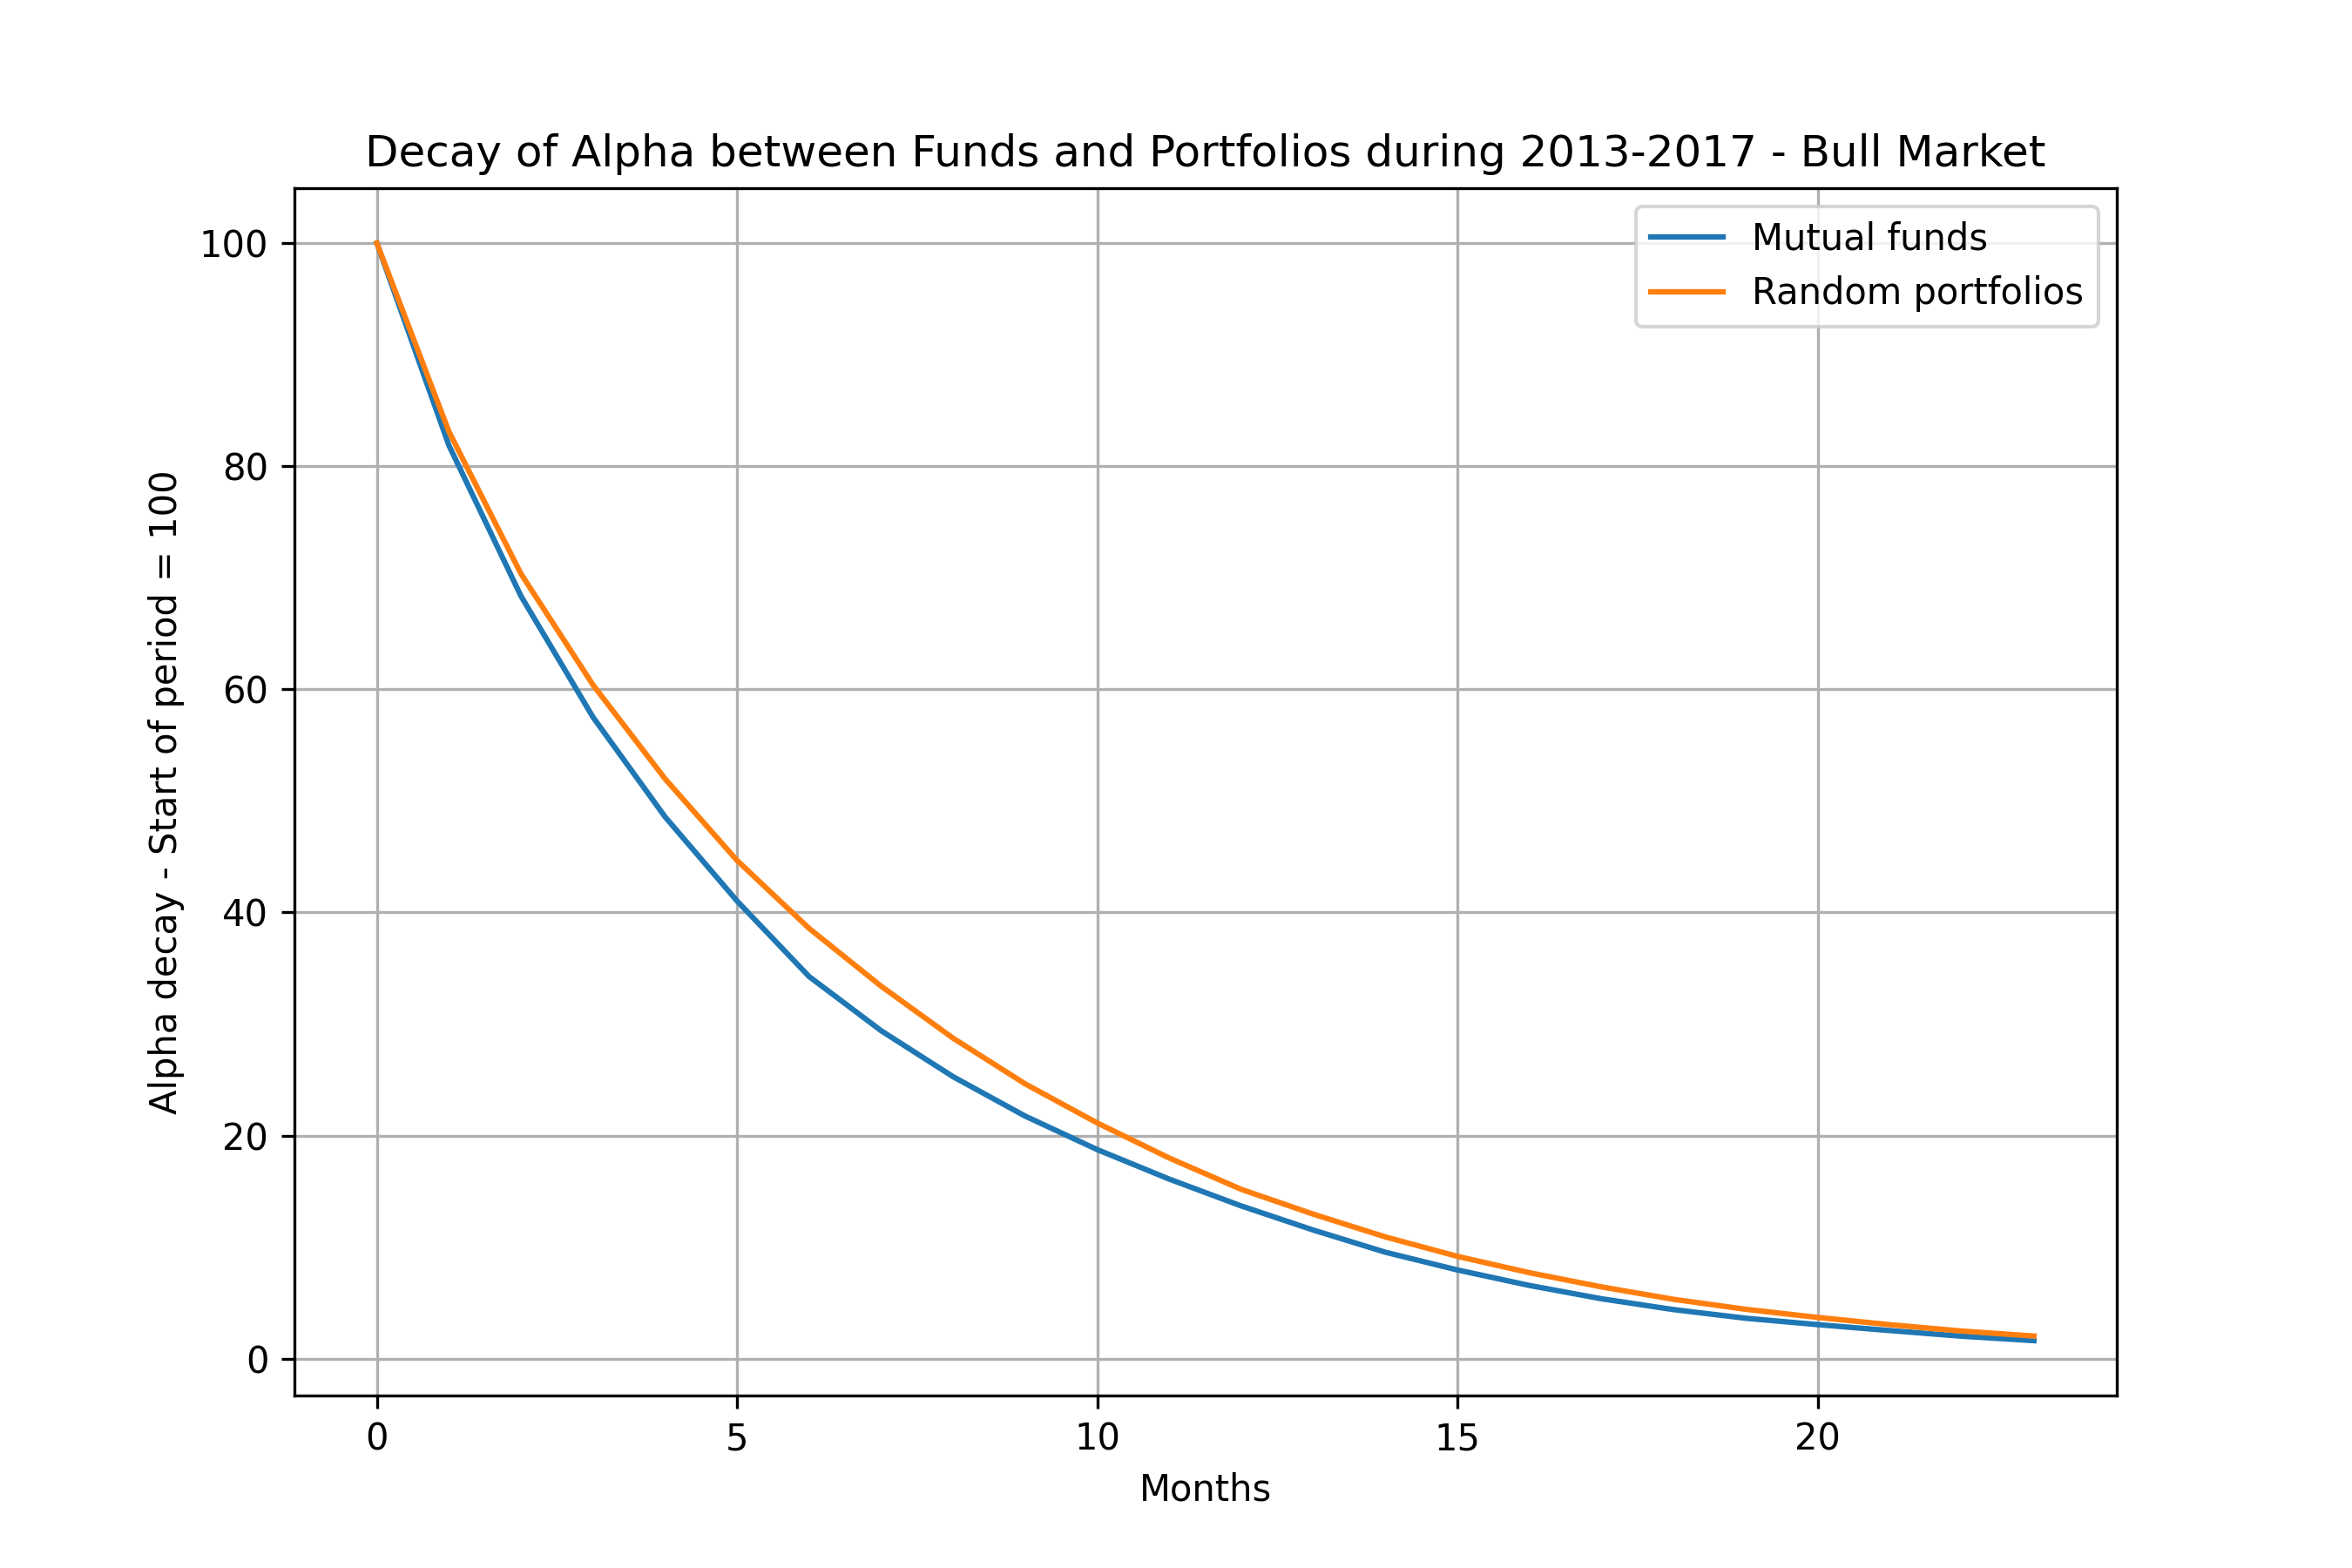 Decay of Alpha between Funds and Portfolios during 2013-2017 - Bull Market
Mutual funds
Random portfolios
Alpha decay - Start of period = 100
100
80
60
40
20
0
0 5 10 15 20
Months